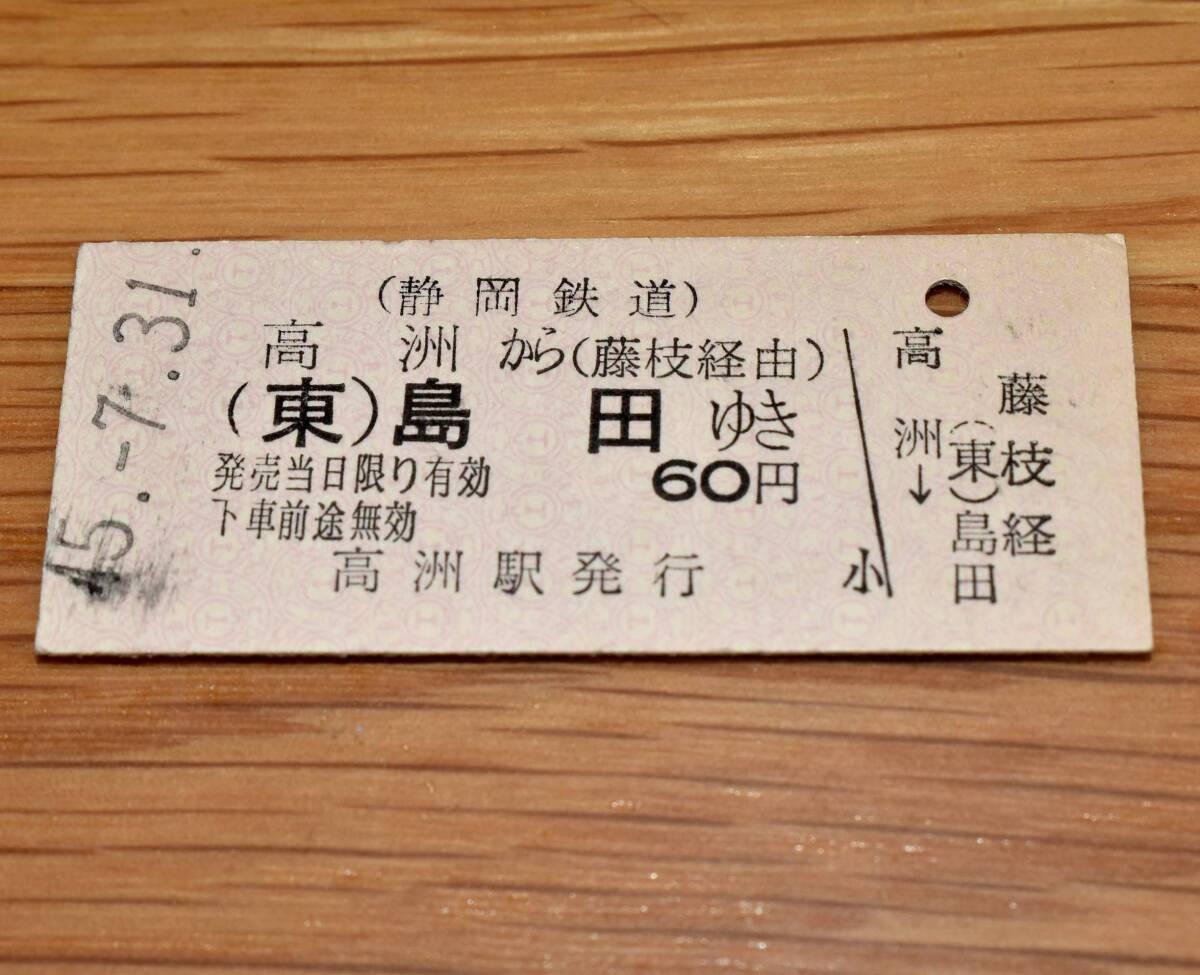 45.-7.31.
(静岡鉄道)
高洲から(藤枝経由)
(東)島田ゆき
発売当日限り有効 60円
下車前途無効
高洲駅発行 小
高洲→(東)島田
藤枝経